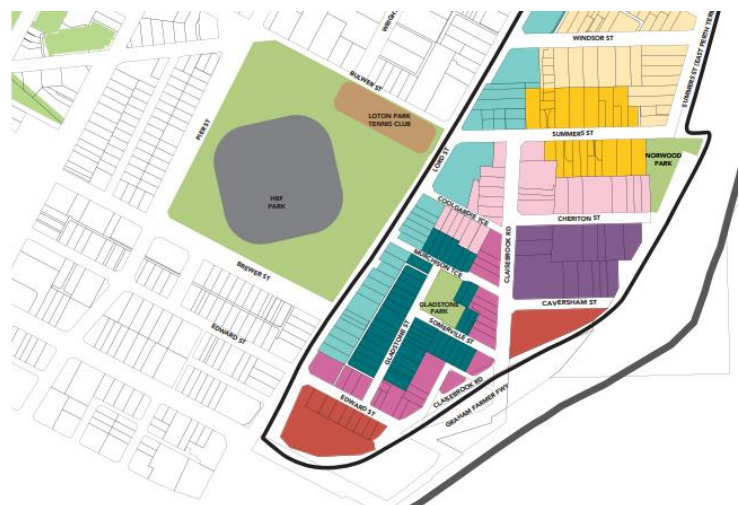 WINDSOR ST
BULWER ST
LOTON PARK
TENNIS CLUB
PIER ST
SUMMERS ST
LORD ST
NORWOOD
PARK
HBF
PARK
COOLGARDIE TCE
CHERITON ST
CLAISEBROOK RD
MURCHISON TCE
BREWER ST
GLADSTONE
PARK
CAVERSHAM ST
EDWARD ST
GLADSTONE ST
SOMERVILLE ST
CLAISEBROOK RD
GRAHAM FARMER FWY
EDWARD ST